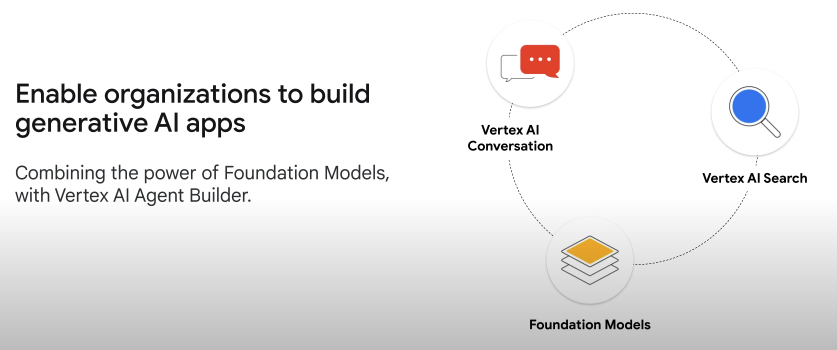 Enable organizations to build
generative AI apps
Combining the power of Foundation Models,
with Vertex AI Agent Builder.
Vertex AI
Conversation
Vertex AI Search
Foundation Models